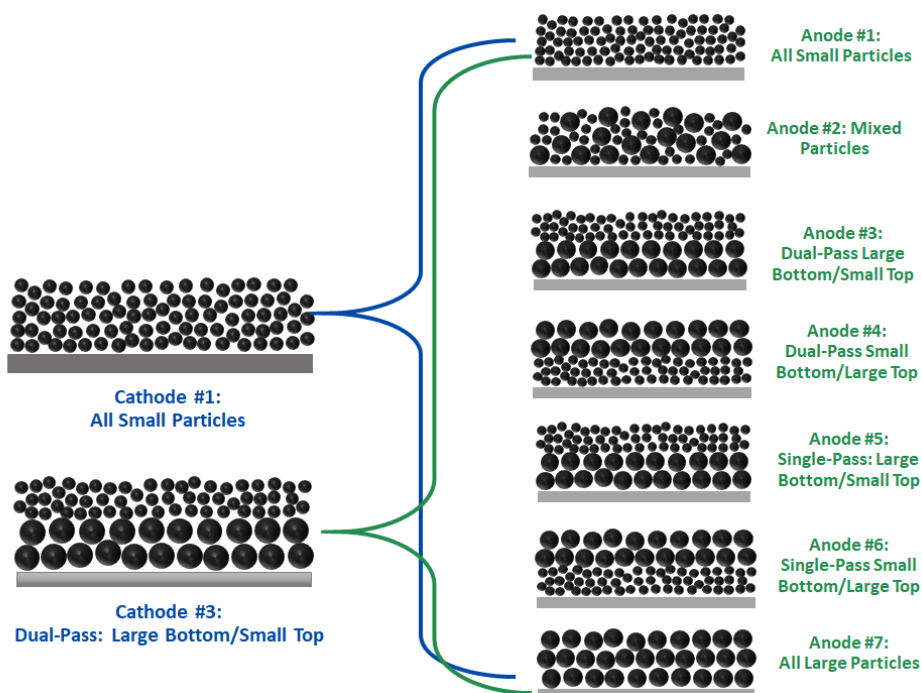 Anode #1:
All Small Particles
Anode #2: Mixed
Particles
Anode #3:
Dual-Pass Large
Bottom/Small Top
Anode #4:
Dual-Pass Small
Bottom/Large Top
Cathode #1:
All Small Particles
Anode #5:
Single-Pass: Large
Bottom/Small Top
Anode #6:
Single-Pass Small
Bottom/Large Top
Cathode #3:
Dual-Pass: Large Bottom/Small Top
Anode #7:
All Large Particles